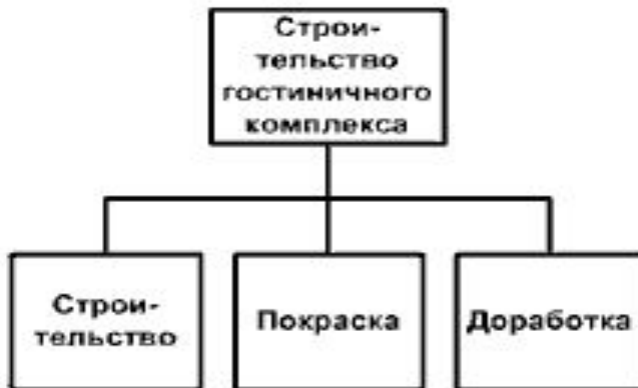 Строи-
тельство
гостиничного
комплекса
Строи-
тельство
Покраска
Доработка